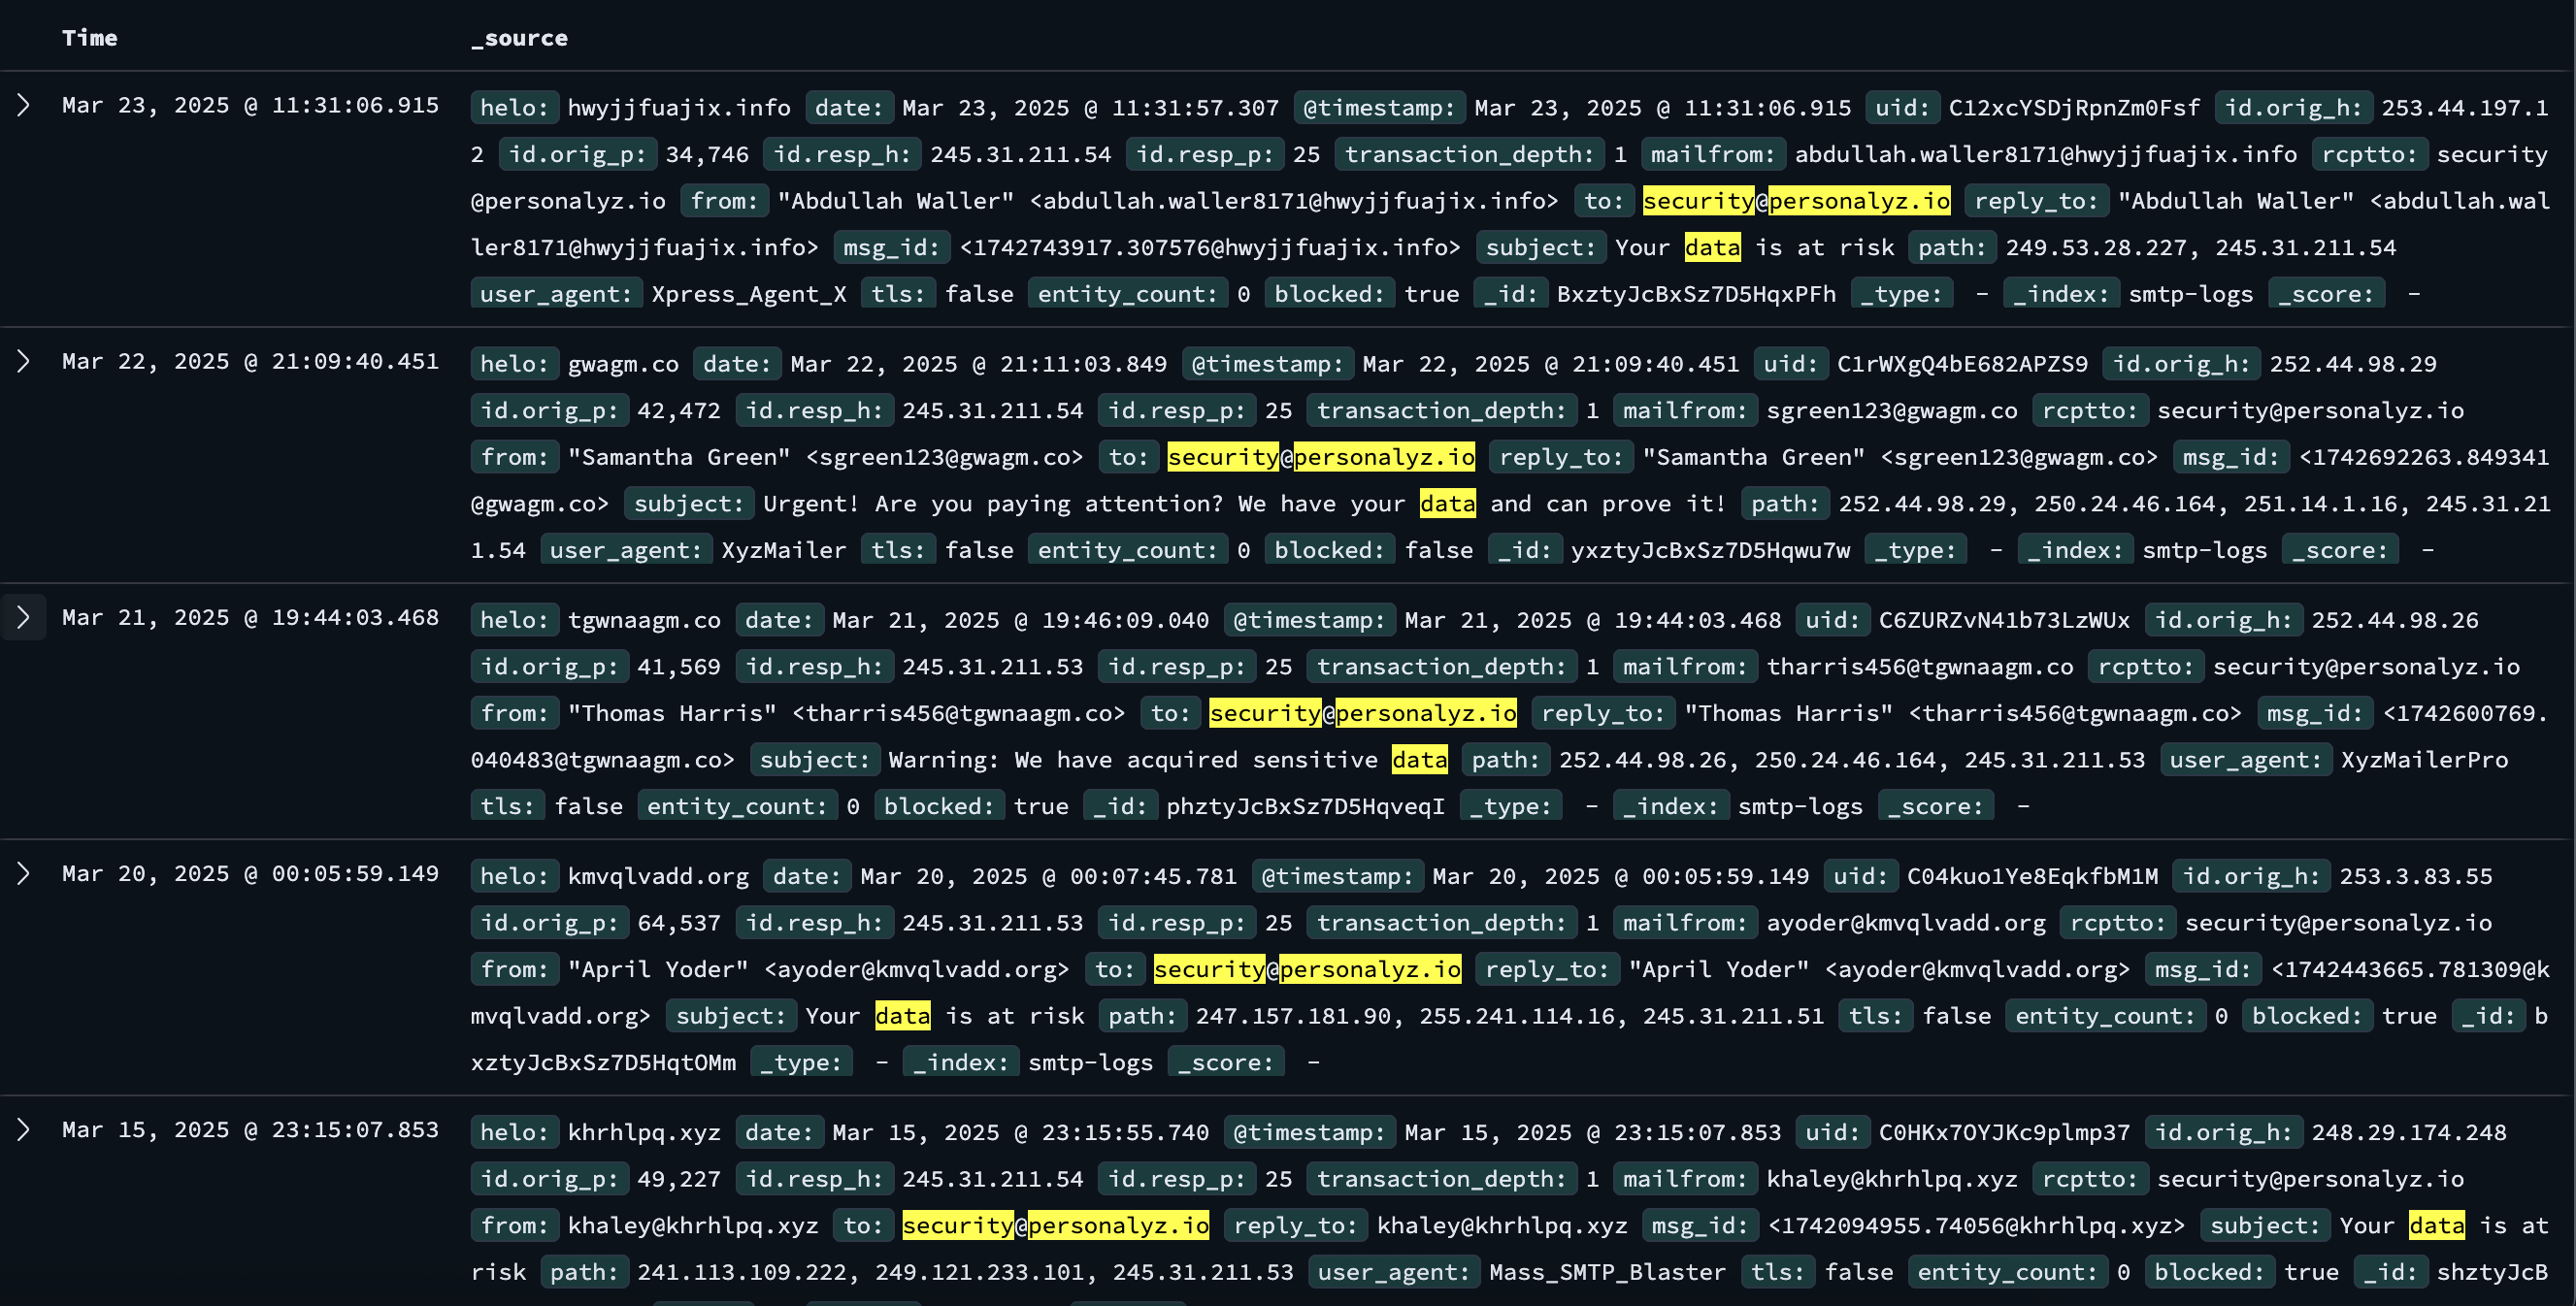 Time _source
Mar 23, 2025 @ 11:31:06.915 helo: hwyjjfuajix.info date: Mar 23, 2025 @ 11:31:57.307 @timestamp: Mar 23, 2025 @ 11:31:06.915 uid: C12xcYSDjRpnZm0Fsf id.orig_h: 253.44.197.1
2 id.orig_p: 34,746 id.resp_h: 245.31.211.54 id.resp_p: 25 transaction_depth: 1 mailfrom: abdullah.waller8171@hwyjjfuajix.info rcptto: security
@personalyz.io from: "Abdullah Waller" <abdullah.waller8171@hwyjjfuajix.info> to: security@personalyz.io reply_to: "Abdullah Waller" <abdullah.wal
ler8171@hwyjjfuajix.info> msg_id: <1742743917.307576@hwyjjfuajix.info> subject: Your data is at risk path: 249.53.28.227, 245.31.211.54
user_agent: Xpress_Agent_X tls: false entity_count: 0 blocked: true _id: BxztyJcBxSz7D5HqxPFh _type: - _index: smtp-logs _score: -
Mar 22, 2025 @ 21:09:40.451 helo: gwagm.co date: Mar 22, 2025 @ 21:11:03.849 @timestamp: Mar 22, 2025 @ 21:09:40.451 uid: C1rWXgQ4bE682APZS9 id.orig_h: 252.44.98.29
id.orig_p: 42,472 id.resp_h: 245.31.211.54 id.resp_p: 25 transaction_depth: 1 mailfrom: sgreen123@gwagm.co rcptto: security@personalyz.io
from: "Samantha Green" <sgreen123@gwagm.co> to: security@personalyz.io reply_to: "Samantha Green" <sgreen123@gwagm.co> msg_id: <1742692263.849341
@gwagm.co> subject: Urgent! Are you paying attention? We have your data and can prove it! path: 252.44.98.29, 250.24.46.164, 251.14.1.16, 245.31.21
1.54 user_agent: XyzMailer tls: false entity_count: 0 blocked: false _id: yxztyJcBxSz7D5Hqwu7w _type: - _index: smtp-logs _score: -
Mar 21, 2025 @ 19:44:03.468 helo: tgwnaagm.co date: Mar 21, 2025 @ 19:46:09.040 @timestamp: Mar 21, 2025 @ 19:44:03.468 uid: C6ZURZvN41b73LzWUx id.orig_h: 252.44.98.26
id.orig_p: 41,569 id.resp_h: 245.31.211.53 id.resp_p: 25 transaction_depth: 1 mailfrom: tharris456@tgwnaagm.co rcptto: security@personalyz.io
from: "Thomas Harris" <tharris456@tgwnaagm.co> to: security@personalyz.io reply_to: "Thomas Harris" <tharris456@tgwnaagm.co> msg_id: <1742600769.
040483@tgwnaagm.co> subject: Warning: We have acquired sensitive data path: 252.44.98.26, 250.24.46.164, 245.31.211.53 user_agent: XyzMailerPro
tls: false entity_count: 0 blocked: true _id: phztyJcBxSz7D5HqveqI _type: - _index: smtp-logs _score: -
Mar 20, 2025 @ 00:05:59.149 helo: kmvqlvadd.org date: Mar 20, 2025 @ 00:07:45.781 @timestamp: Mar 20, 2025 @ 00:05:59.149 uid: C04kuo1Ye8EqkfbM1M id.orig_h: 253.3.83.55
id.orig_p: 64,537 id.resp_h: 245.31.211.53 id.resp_p: 25 transaction_depth: 1 mailfrom: ayoder@kmvqlvadd.org rcptto: security@personalyz.io
from: "April Yoder" <ayoder@kmvqlvadd.org> to: security@personalyz.io reply_to: "April Yoder" <ayoder@kmvqlvadd.org> msg_id: <1742443665.781309@k
mvqlvadd.org> subject: Your data is at risk path: 247.157.181.90, 255.241.114.16, 245.31.211.51 tls: false entity_count: 0 blocked: true _id: b
xztyJcBxSz7D5HqtOMm _type: - _index: smtp-logs _score: -
Mar 15, 2025 @ 23:15:07.853 helo: khrhlpq.xyz date: Mar 15, 2025 @ 23:15:55.740 @timestamp: Mar 15, 2025 @ 23:15:07.853 uid: C0HKx7OYJKc9plmp37 id.orig_h: 248.29.174.248
id.orig_p: 49,227 id.resp_h: 245.31.211.54 id.resp_p: 25 transaction_depth: 1 mailfrom: khaley@khrhlpq.xyz rcptto: security@personalyz.io
from: khaley@khrhlpq.xyz to: security@personalyz.io reply_to: khaley@khrhlpq.xyz msg_id: <1742094955.74056@khrhlpq.xyz> subject: Your data is at
risk path: 241.113.109.222, 249.121.233.101, 245.31.211.53 user_agent: Mass_SMTP_Blaster tls: false entity_count: 0 blocked: true _id: shztyJcB